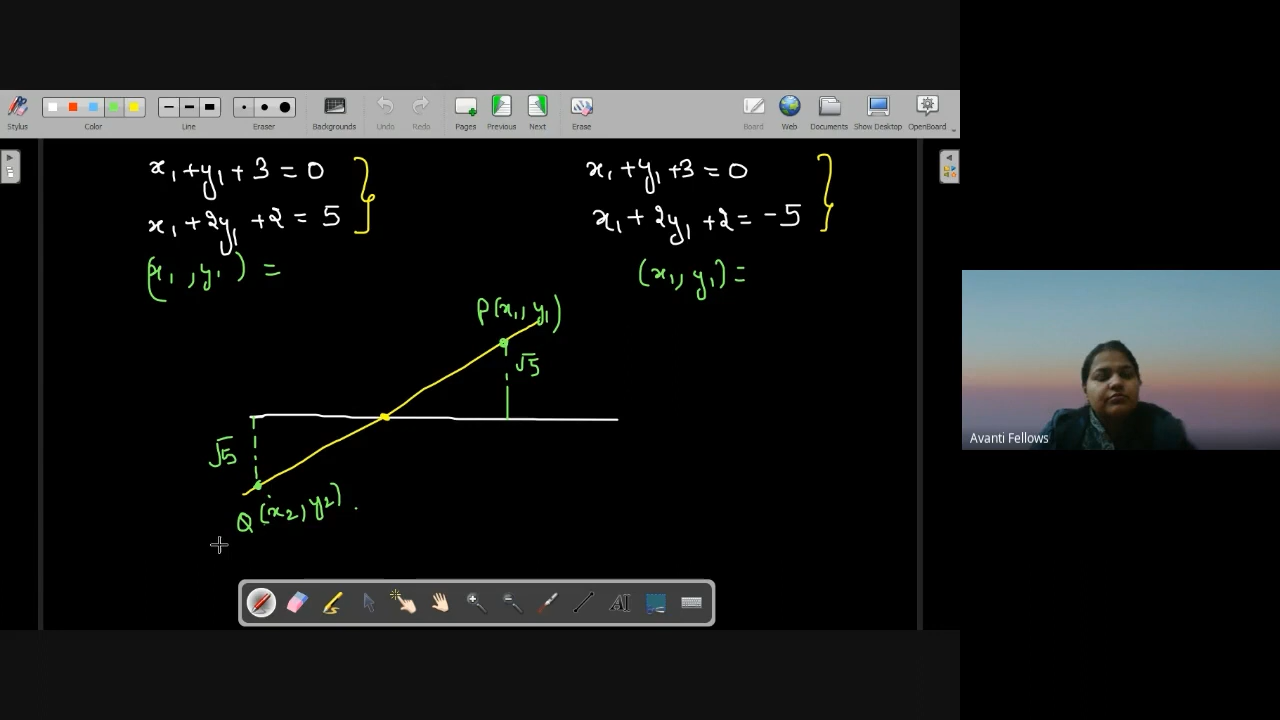 Stylus Color Line Eraser Backgrounds Undo Redo Pages Previous Next Erase Board Web Documents Show Desktop OpenBoard
x₁+y₁+3=0
x₁+2y₁+2=5
(x₁,y₁)=
x₁+y₁+3=0
x₁+2y₁+2=-5
(x₁,y₁)=
P(x₁,y₁)
√5
√5
Q(x₂,y₂).
AI
Avanti Fellows